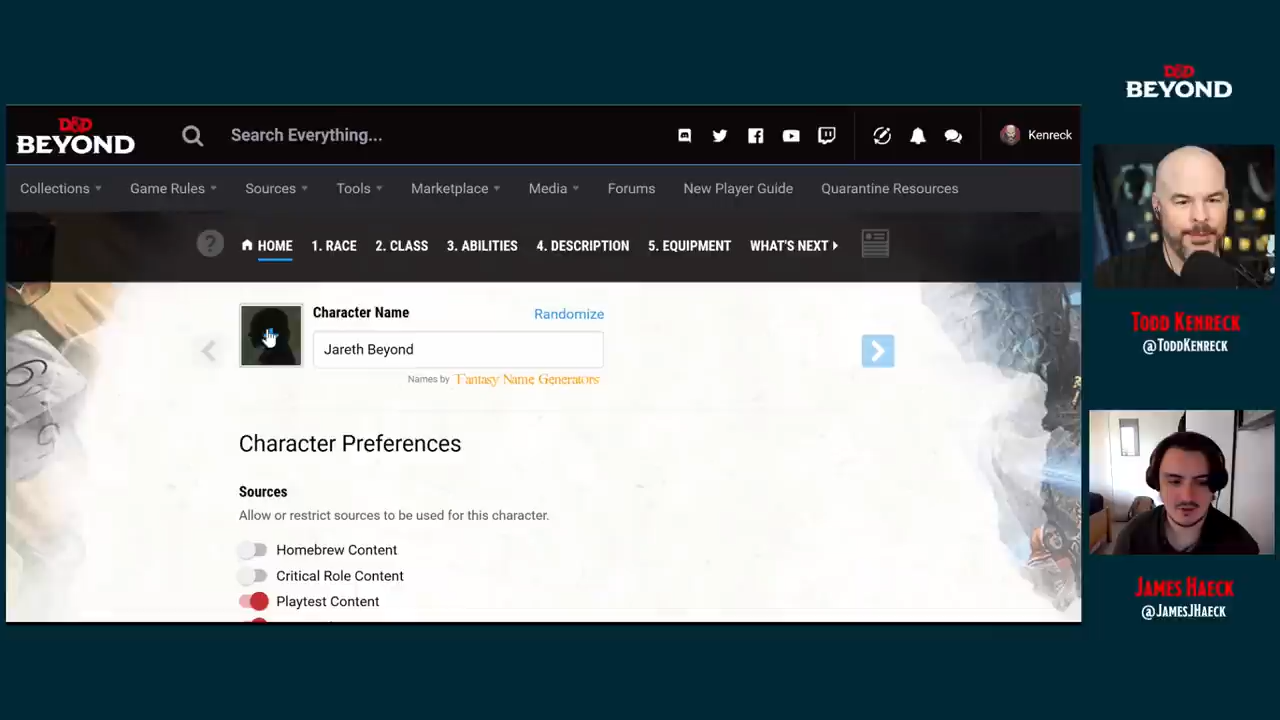 D&D
BEYOND
Search Everything...
Kenreck
Collections
Game Rules
Sources
Tools
Marketplace
Media
Forums
New Player Guide
Quarantine Resources
?
HOME
1. RACE
2. CLASS
3. ABILITIES
4. DESCRIPTION
5. EQUIPMENT
WHAT'S NEXT
Character Name
Randomize
Jareth Beyond
Names by Fantasy Name Generators
Character Preferences
Sources
Allow or restrict sources to be used for this character.
Homebrew Content
Critical Role Content
Playtest Content
D&D
BEYOND
Todd Kenreck
@ToddKenreck
James Haeck
@JamesJHaeck